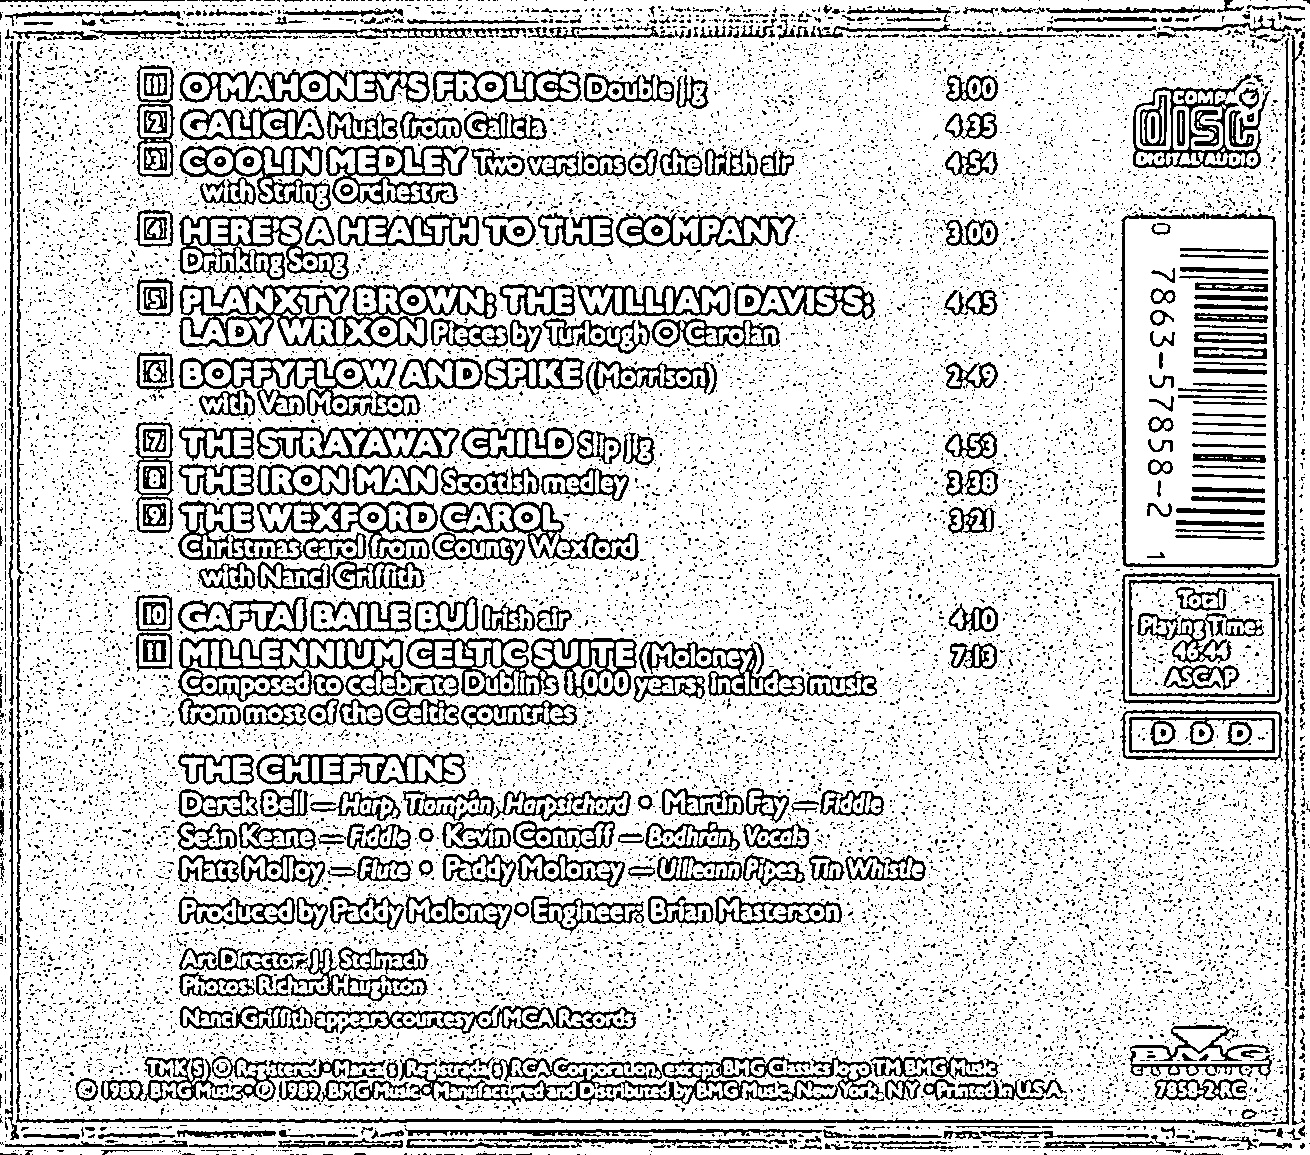 1 O'MAHONEY'S FROLICS Double jig 3:00
2 GALICIA Music from Galicia 4:35
3 COOLIN MEDLEY Two versions of the Irish air 4:54
with String Orchestra
4 HERE'S A HEALTH TO THE COMPANY 3:00
Drinking Song
5 PLANXTY BROWN; THE WILLIAM DAVIS'S; 4:45
LADY WRIXON Pieces by Turlough O'Carolan
6 BOFFYFLOW AND SPIKE (Morrison) 2:49
with Van Morrison
7 THE STRAYAWAY CHILD Slip jig 4:53
8 THE IRON MAN Scottish medley 3:38
9 THE WEXFORD CAROL 3:21
Christmas carol from County Wexford
with Nanci Griffith
10 GAFTAÍ BAILE BUÍ Irish air 4:10
11 MILLENNIUM CELTIC SUITE (Moloney) 7:13
Composed to celebrate Dublin's 1,000 years; includes music
from most of the Celtic countries
THE CHIEFTAINS
Derek Bell — Harp, Tiompán, Harpsichord • Martin Fay — Fiddle
Seán Keane — Fiddle • Kevin Conneff — Bodhrán, Vocals
Matt Molloy — Flute • Paddy Moloney — Uilleann Pipes, Tin Whistle
Produced by Paddy Moloney • Engineer: Brian Masterson
Art Director: J.J. Stelmach
Photos: Richard Haughton
Nanci Griffith appears courtesy of MCA Records
TMK(S) ® Registered • Marca(s) Registrada(s) RCA Corporation, except BMG Classics logo TM BMG Music
© 1989, BMG Music • ℗ 1989, BMG Music • Manufactured and Distributed by BMG Music, New York, N.Y. • Printed in U.S.A.
COMPACT
disc
DIGITAL AUDIO
0 7863-57858-2 1
Total
Playing Time:
46:44
ASCAP
D D D
BMG
CLASSICS
7858-2-RC